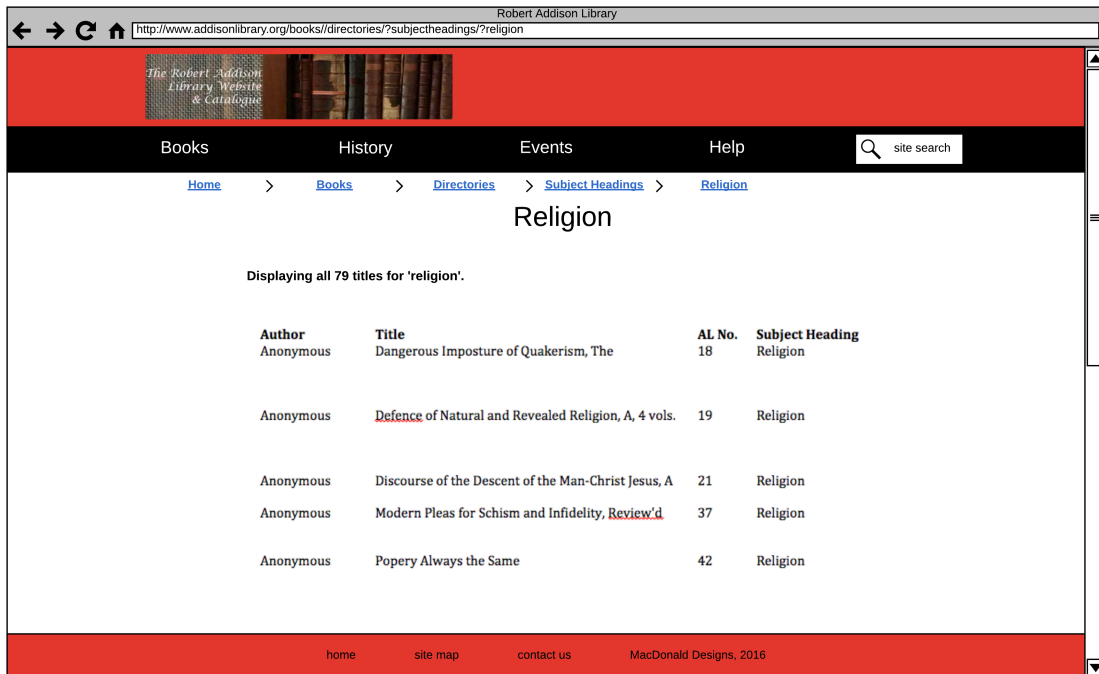 Robert Addison Library
http://www.addisonlibrary.org/books//directories/?subjectheadings/?religion
The Robert Addison
Library Website
& Catalogue
Books History Events Help site search
Home > Books > Directories > Subject Headings > Religion
Religion
Displaying all 79 titles for 'religion'.
Author Title AL No. Subject Heading
Anonymous Dangerous Imposture of Quakerism, The 18 Religion
Anonymous Defence of Natural and Revealed Religion, A, 4 vols. 19 Religion
Anonymous Discourse of the Descent of the Man-Christ Jesus, A 21 Religion
Anonymous Modern Pleas for Schism and Infidelity, Review'd 37 Religion
Anonymous Popery Always the Same 42 Religion
home site map contact us MacDonald Designs, 2016